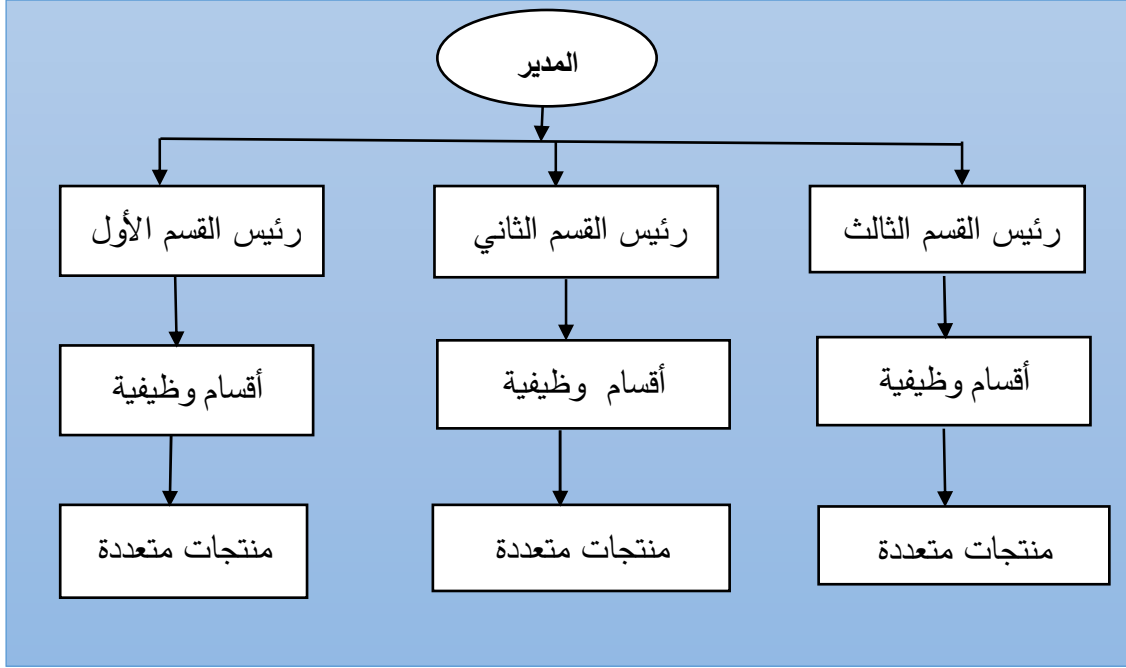 المدير
رئيس القسم الثالث
رئيس القسم الثاني
رئيس القسم الأول
أقسام وظيفية
أقسام وظيفية
أقسام وظيفية
منتجات متعددة
منتجات متعددة
منتجات متعددة